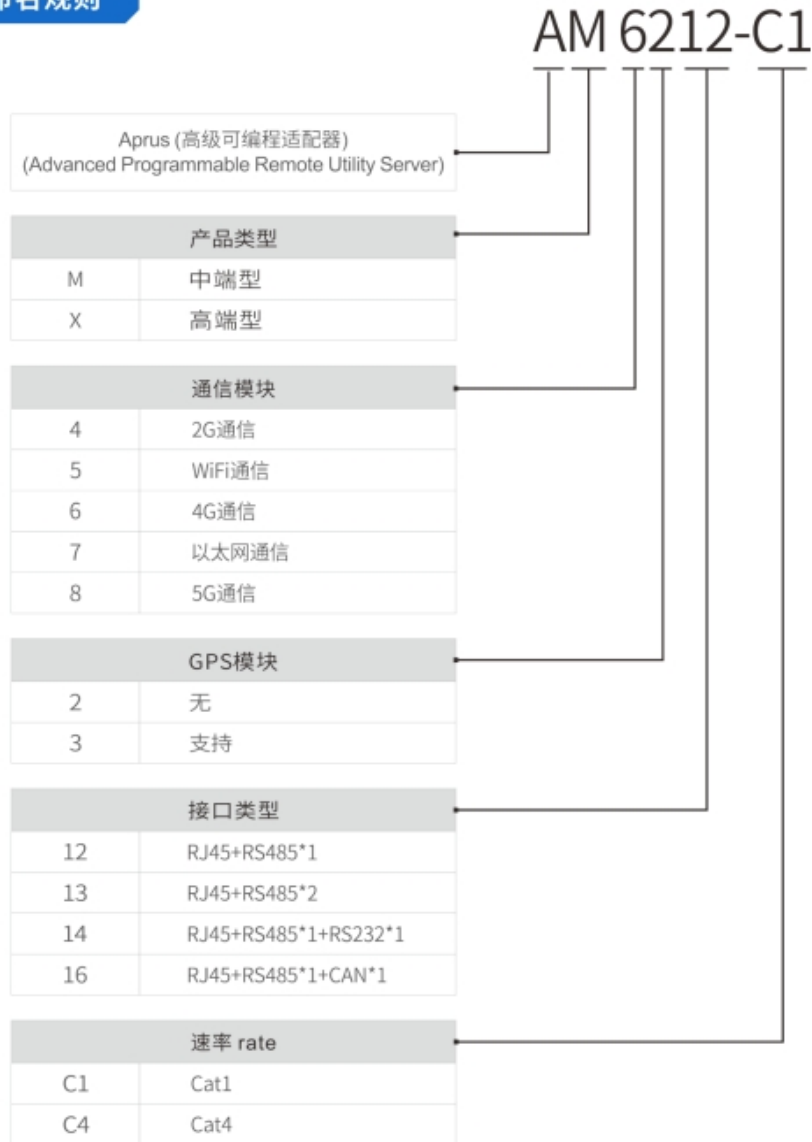 命名规则
AM 6212-C1
Aprus (高级可编程适配器)
(Advanced Programmable Remote Utility Server)
产品类型
M 中端型
X 高端型
通信模块
4 2G通信
5 WiFi通信
6 4G通信
7 以太网通信
8 5G通信
GPS模块
2 无
3 支持
接口类型
12 RJ45+RS485*1
13 RJ45+RS485*2
14 RJ45+RS485*1+RS232*1
16 RJ45+RS485*1+CAN*1
速率 rate
C1 Cat1
C4 Cat4